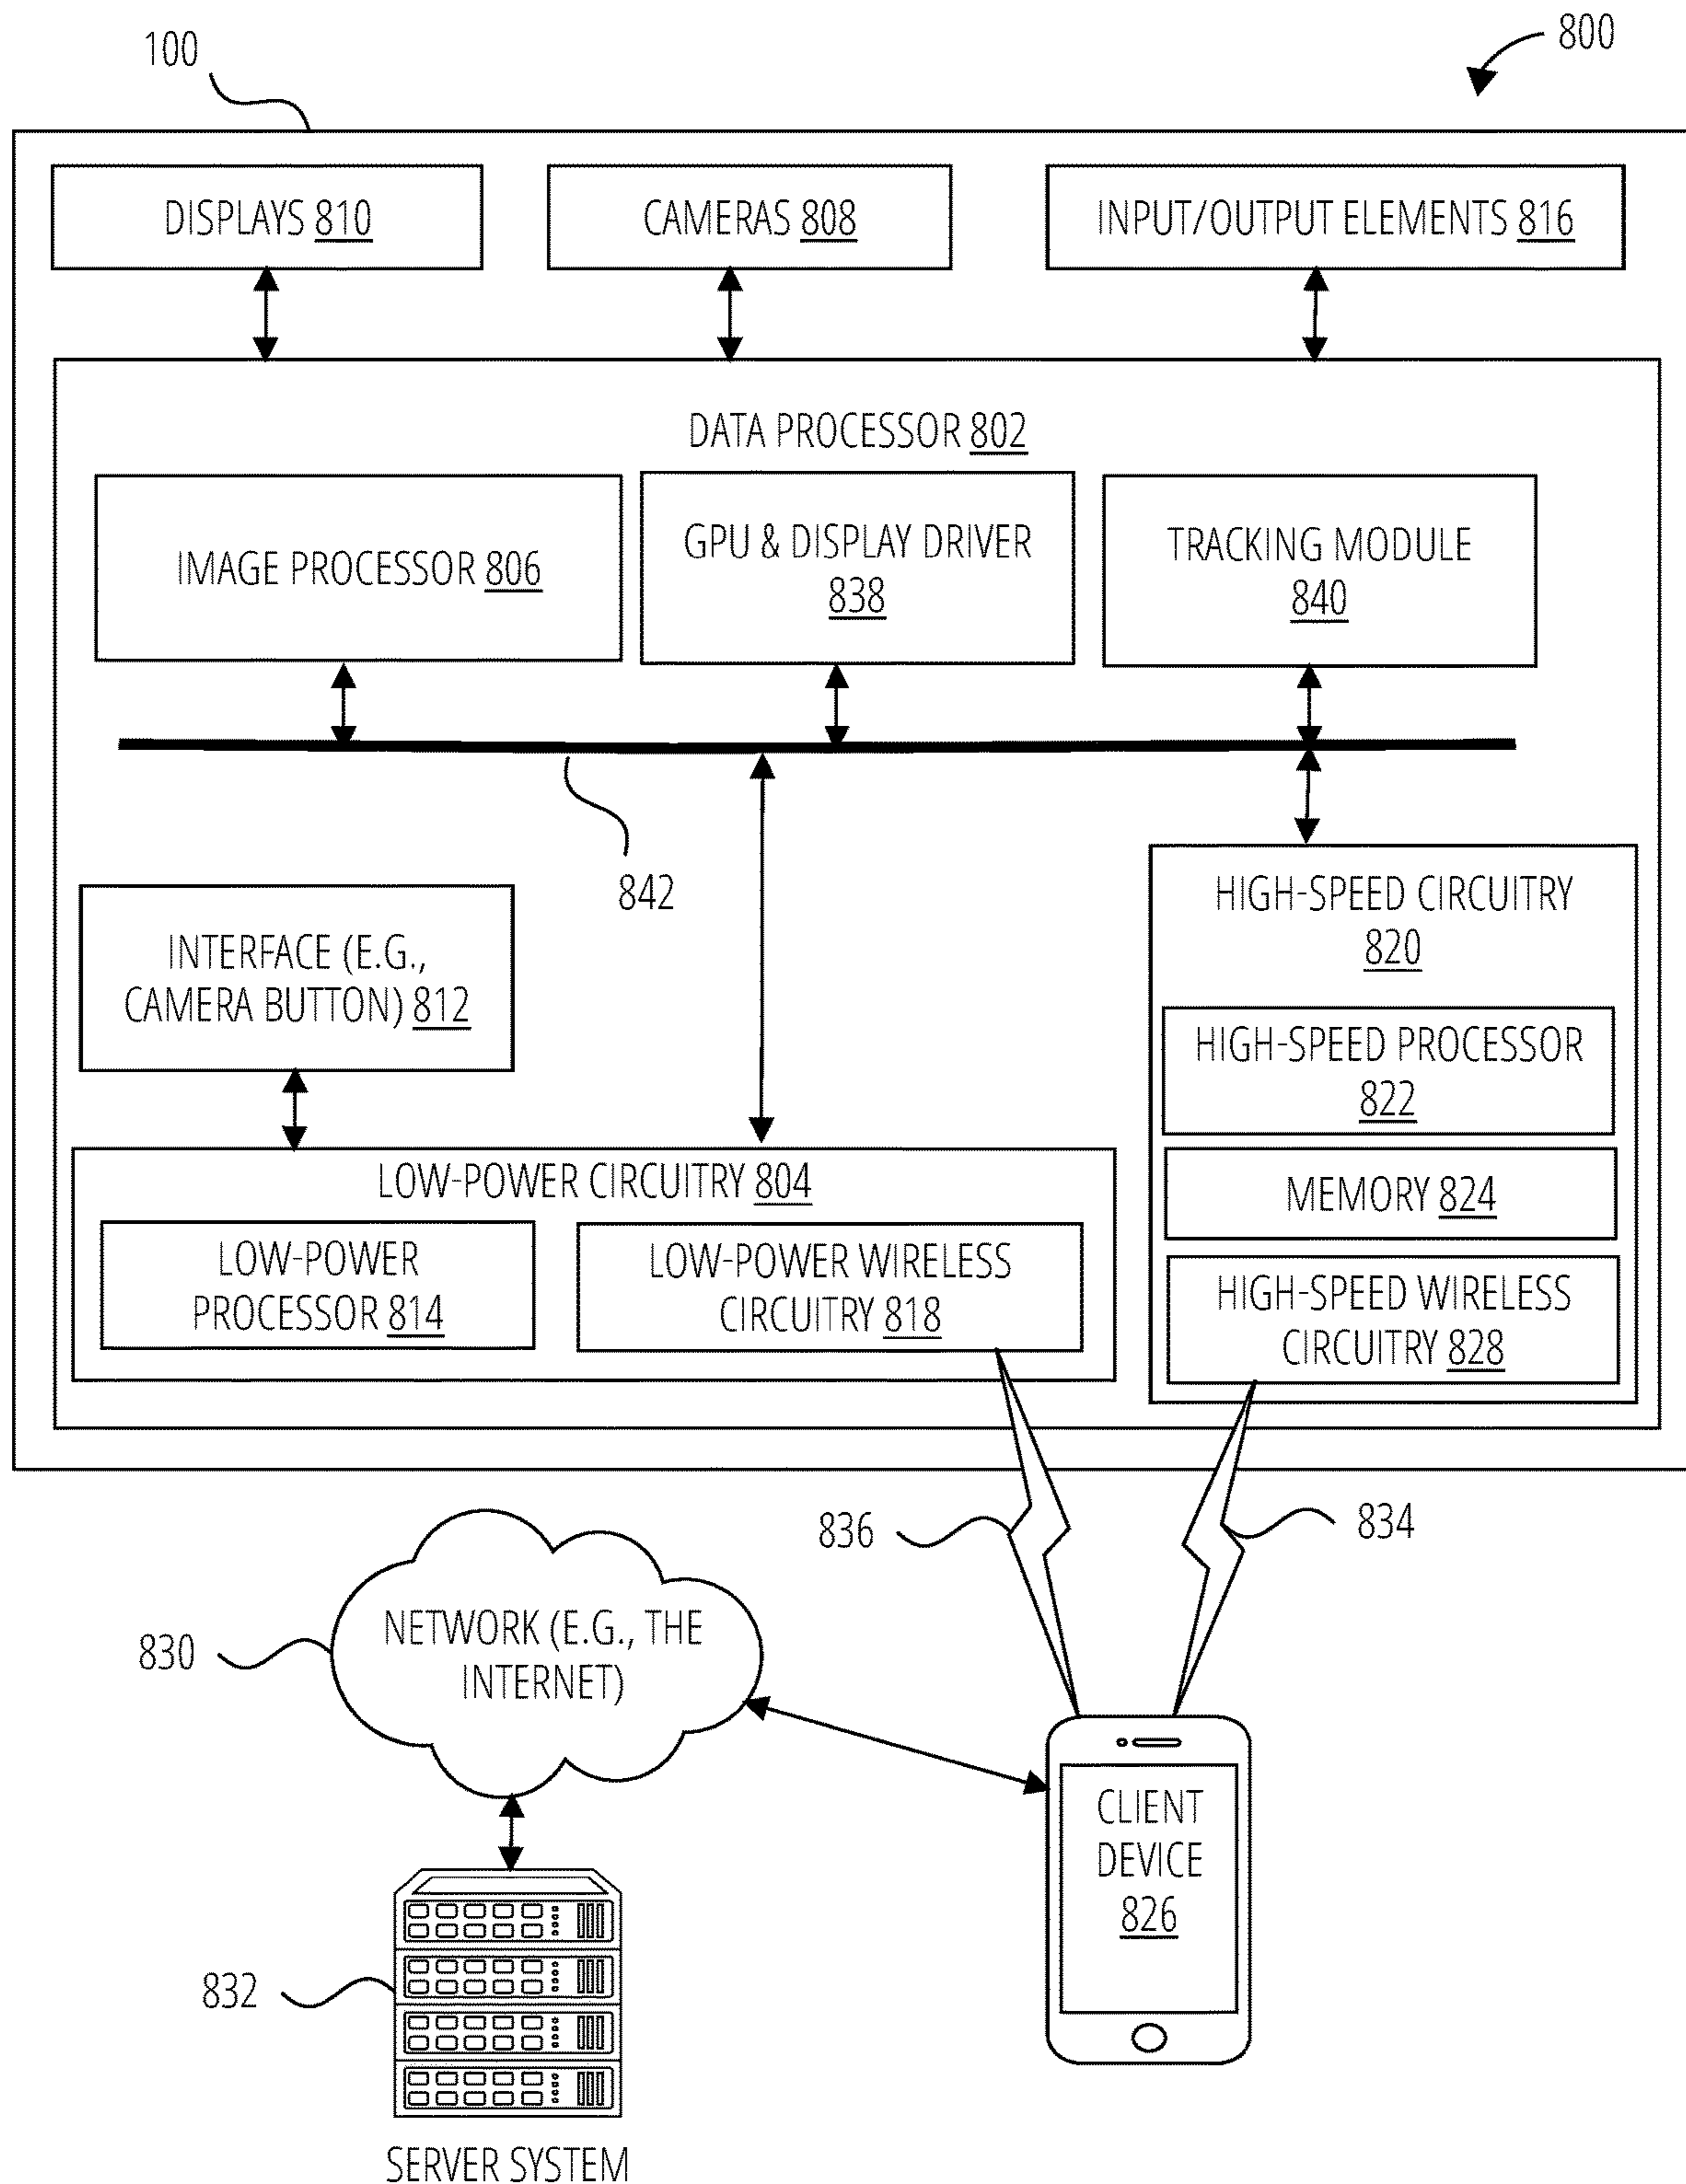 100
800
DISPLAYS 810
CAMERAS 808
INPUT/OUTPUT ELEMENTS 816
DATA PROCESSOR 802
IMAGE PROCESSOR 806
GPU & DISPLAY DRIVER
838
TRACKING MODULE
840
842
INTERFACE (E.G.,
CAMERA BUTTON) 812
HIGH-SPEED CIRCUITRY
820
HIGH-SPEED PROCESSOR
822
MEMORY 824
HIGH-SPEED WIRELESS
CIRCUITRY 828
LOW-POWER CIRCUITRY 804
LOW-POWER
PROCESSOR 814
LOW-POWER WIRELESS
CIRCUITRY 818
836
834
830
NETWORK (E.G., THE
INTERNET)
CLIENT
DEVICE
826
832
SERVER SYSTEM